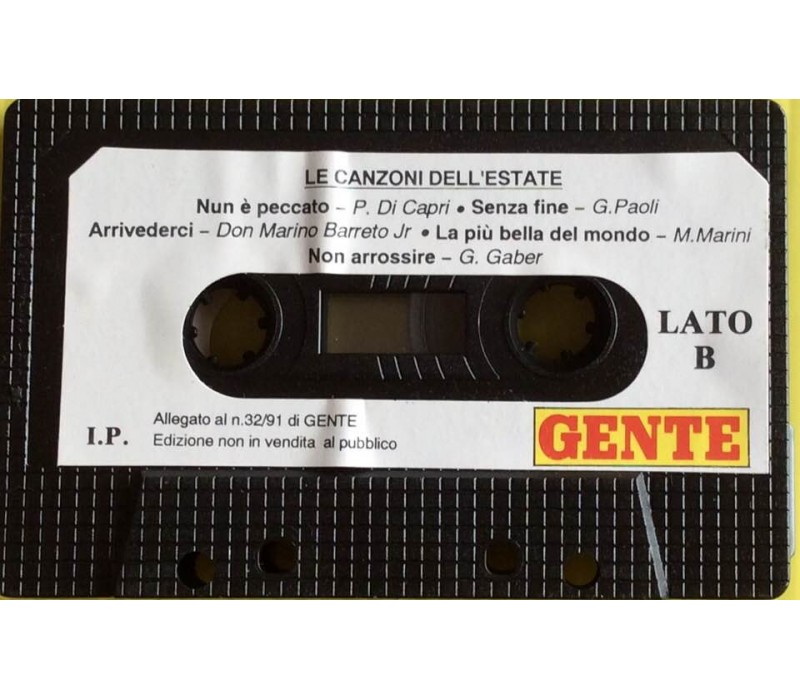 LE CANZONI DELL'ESTATE
Nun è peccato – P. Di Capri • Senza fine – G.Paoli
Arrivederci – Don Marino Barreto Jr • La più bella del mondo – M.Marini
Non arrossire – G. Gaber
LATO
B
I.P.
Allegato al n.32/91 di GENTE
Edizione non in vendita al pubblico
GENTE